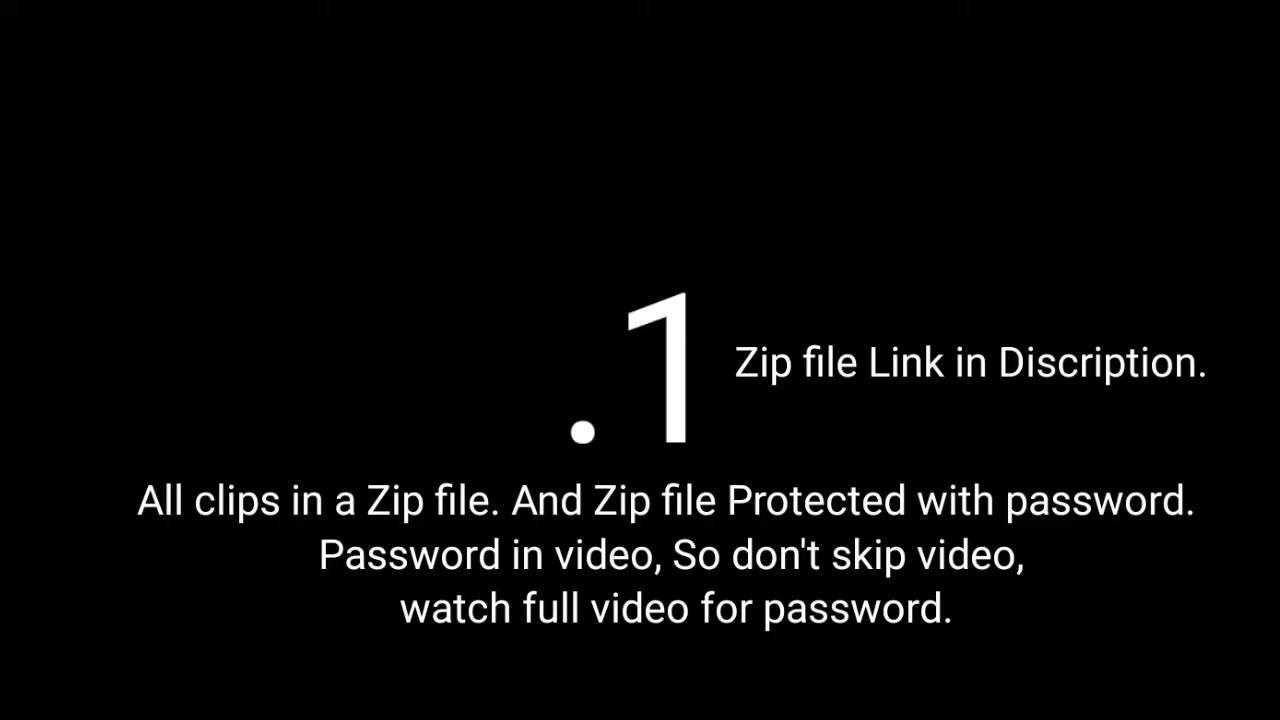 .1
Zip file Link in Discription.
All clips in a Zip file. And Zip file Protected with password.
Password in video, So don't skip video,
watch full video for password.